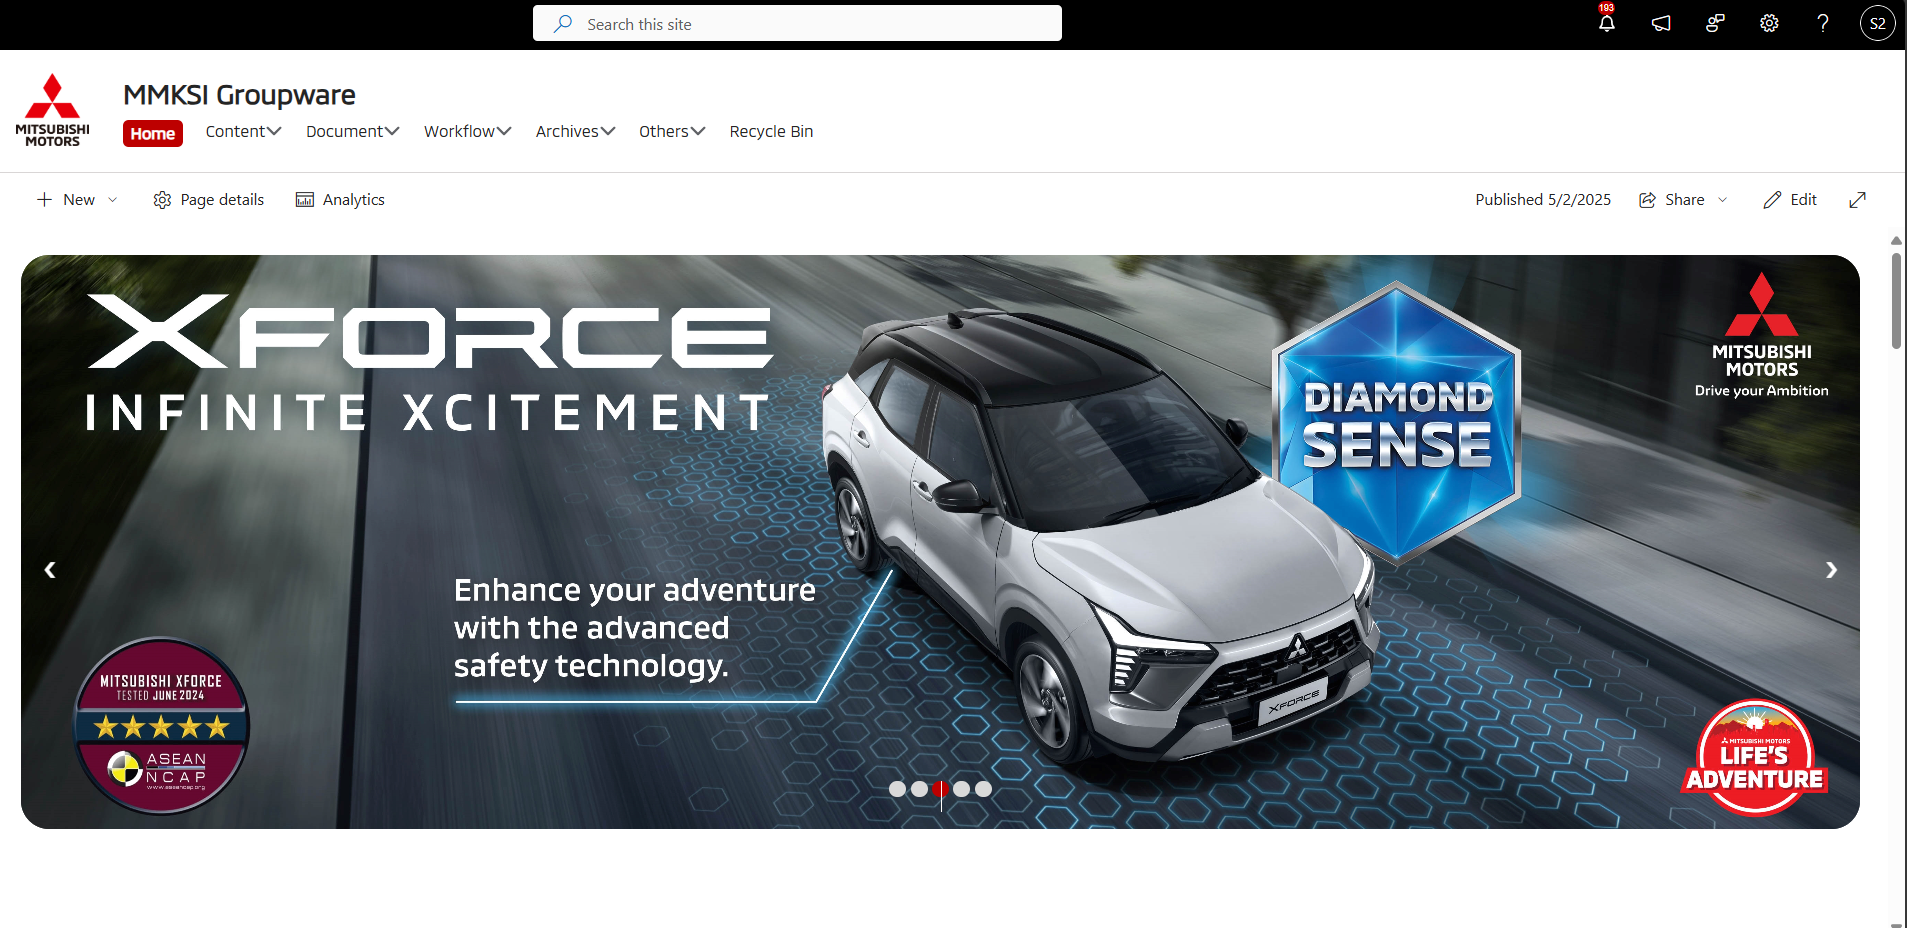 Search this site
193
S2
MITSUBISHI
MOTORS
MMKSI Groupware
Home
Content
Document
Workflow
Archives
Others
Recycle Bin
New
Page details
Analytics
Published 5/2/2025
Share
Edit
XFORCE
INFINITE XCITEMENT
DIAMOND
SENSE
MITSUBISHI
MOTORS
Drive your Ambition
Enhance your adventure
with the advanced
safety technology.
XFORCE
MITSUBISHI XFORCE
TESTED JUNE 2024
ASEAN
NCAP
www.aseancap.org
MITSUBISHI MOTORS
LIFE'S
ADVENTURE